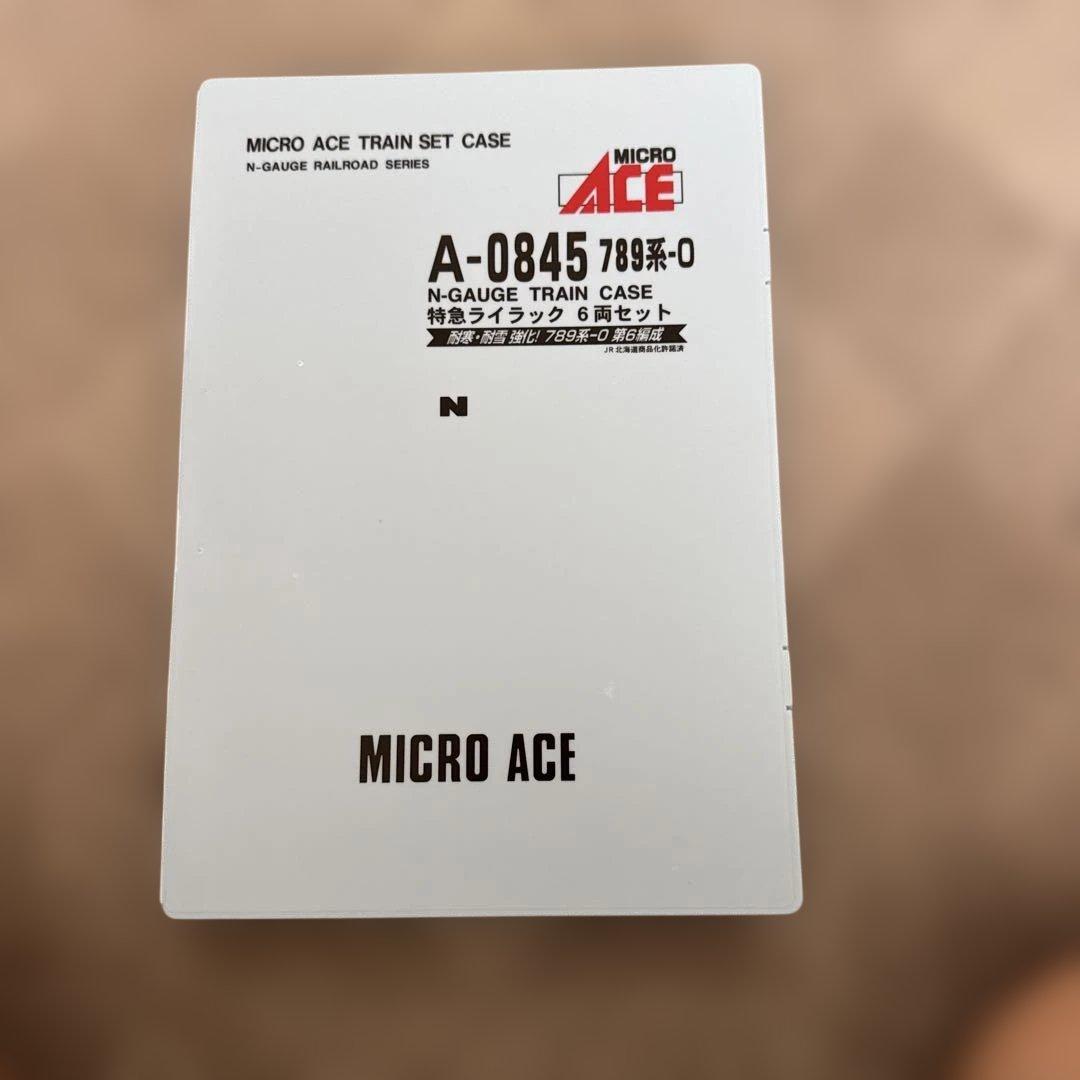 MICRO ACE TRAIN SET CASE
N-GAUGE RAILROAD SERIES
MICRO
ACE
A-0845 789系-0
N-GAUGE TRAIN CASE
特急ライラック 6両セット
耐寒・耐雪 強化! 789系-0 第6編成
JR北海道商品化許諾済
N
MICRO ACE